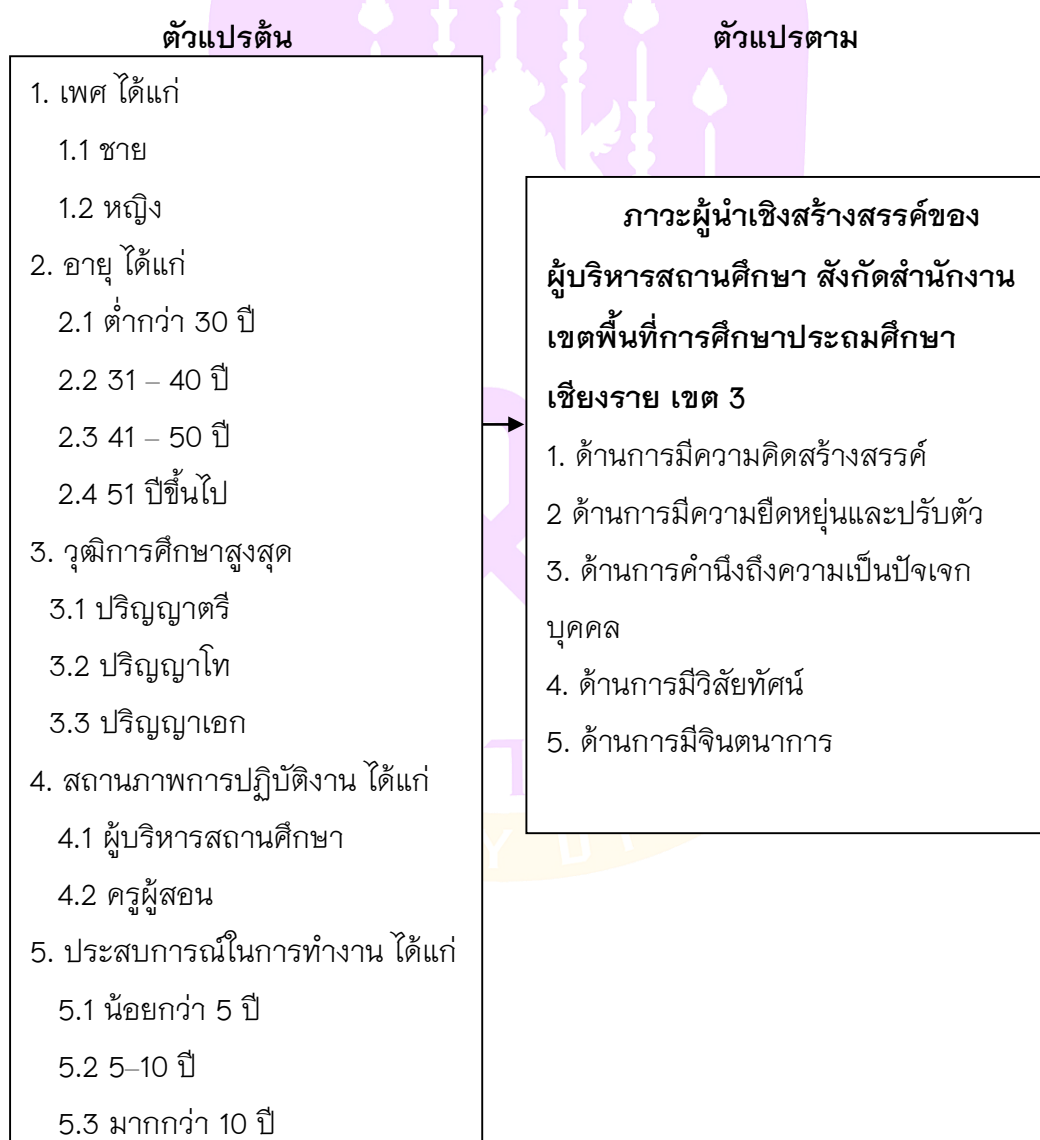 ตัวแปรต้น
1. เพศ ได้แก่
1.1 ชาย
1.2 หญิง
2. อายุ ได้แก่
2.1 ต่ำกว่า 30 ปี
2.2 31 – 40 ปี
2.3 41 – 50 ปี
2.4 51 ปีขึ้นไป
3. วุฒิการศึกษาสูงสุด
3.1 ปริญญาตรี
3.2 ปริญญาโท
3.3 ปริญญาเอก
4. สถานภาพการปฏิบัติงาน ได้แก่
4.1 ผู้บริหารสถานศึกษา
4.2 ครูผู้สอน
5. ประสบการณ์ในการทำงาน ได้แก่
5.1 น้อยกว่า 5 ปี
5.2 5–10 ปี
5.3 มากกว่า 10 ปี
ตัวแปรตาม
ภาวะผู้นำเชิงสร้างสรรค์ของ
ผู้บริหารสถานศึกษา สังกัดสำนักงาน
เขตพื้นที่การศึกษาประถมศึกษา
เชียงราย เขต 3
1. ด้านการมีความคิดสร้างสรรค์
2 ด้านการมีความยืดหยุ่นและปรับตัว
3. ด้านการคำนึงถึงความเป็นปัจเจก
บุคคล
4. ด้านการมีวิสัยทัศน์
5. ด้านการมีจินตนาการ